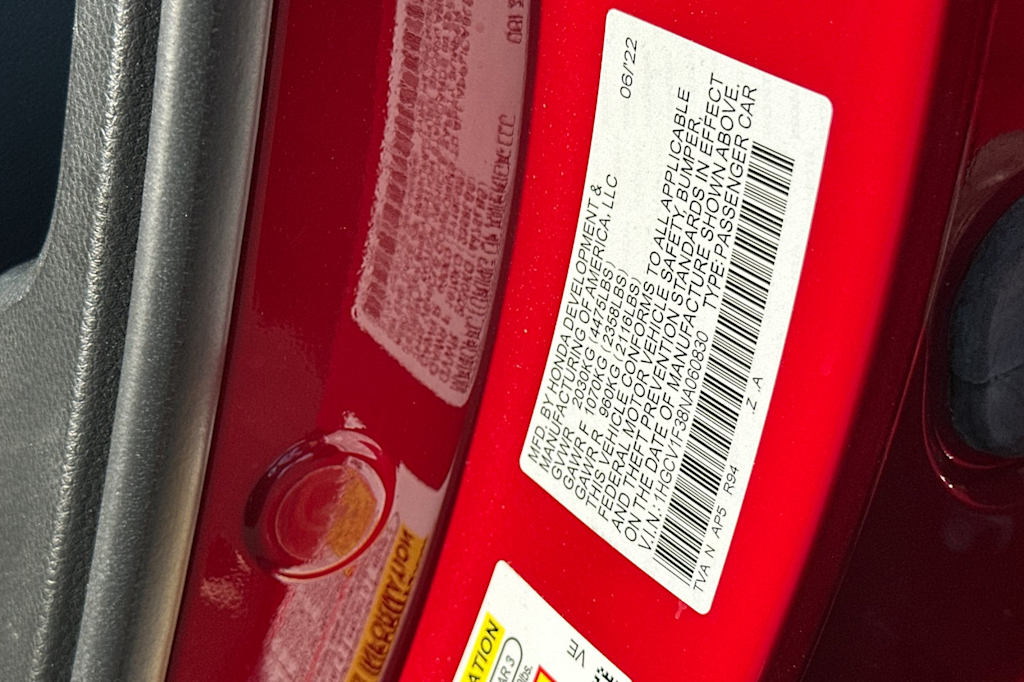 06/22
MFD. BY HONDA DEVELOPMENT &
MANUFACTURING OF AMERICA, LLC
GVWR 2030KG (4475LBS)
GAWR F 1070KG (2358LBS)
GAWR R 960KG (2116LBS)
THIS VEHICLE CONFORMS TO ALL APPLICABLE
FEDERAL MOTOR VEHICLE SAFETY, BUMPER,
AND THEFT PREVENTION STANDARDS IN EFFECT
ON THE DATE OF MANUFACTURE SHOWN ABOVE.
V.I.N.: 1HGCV1F38NA060830 TYPE: PASSENGER CAR
TVA N AP5 R94 Z . A
VE